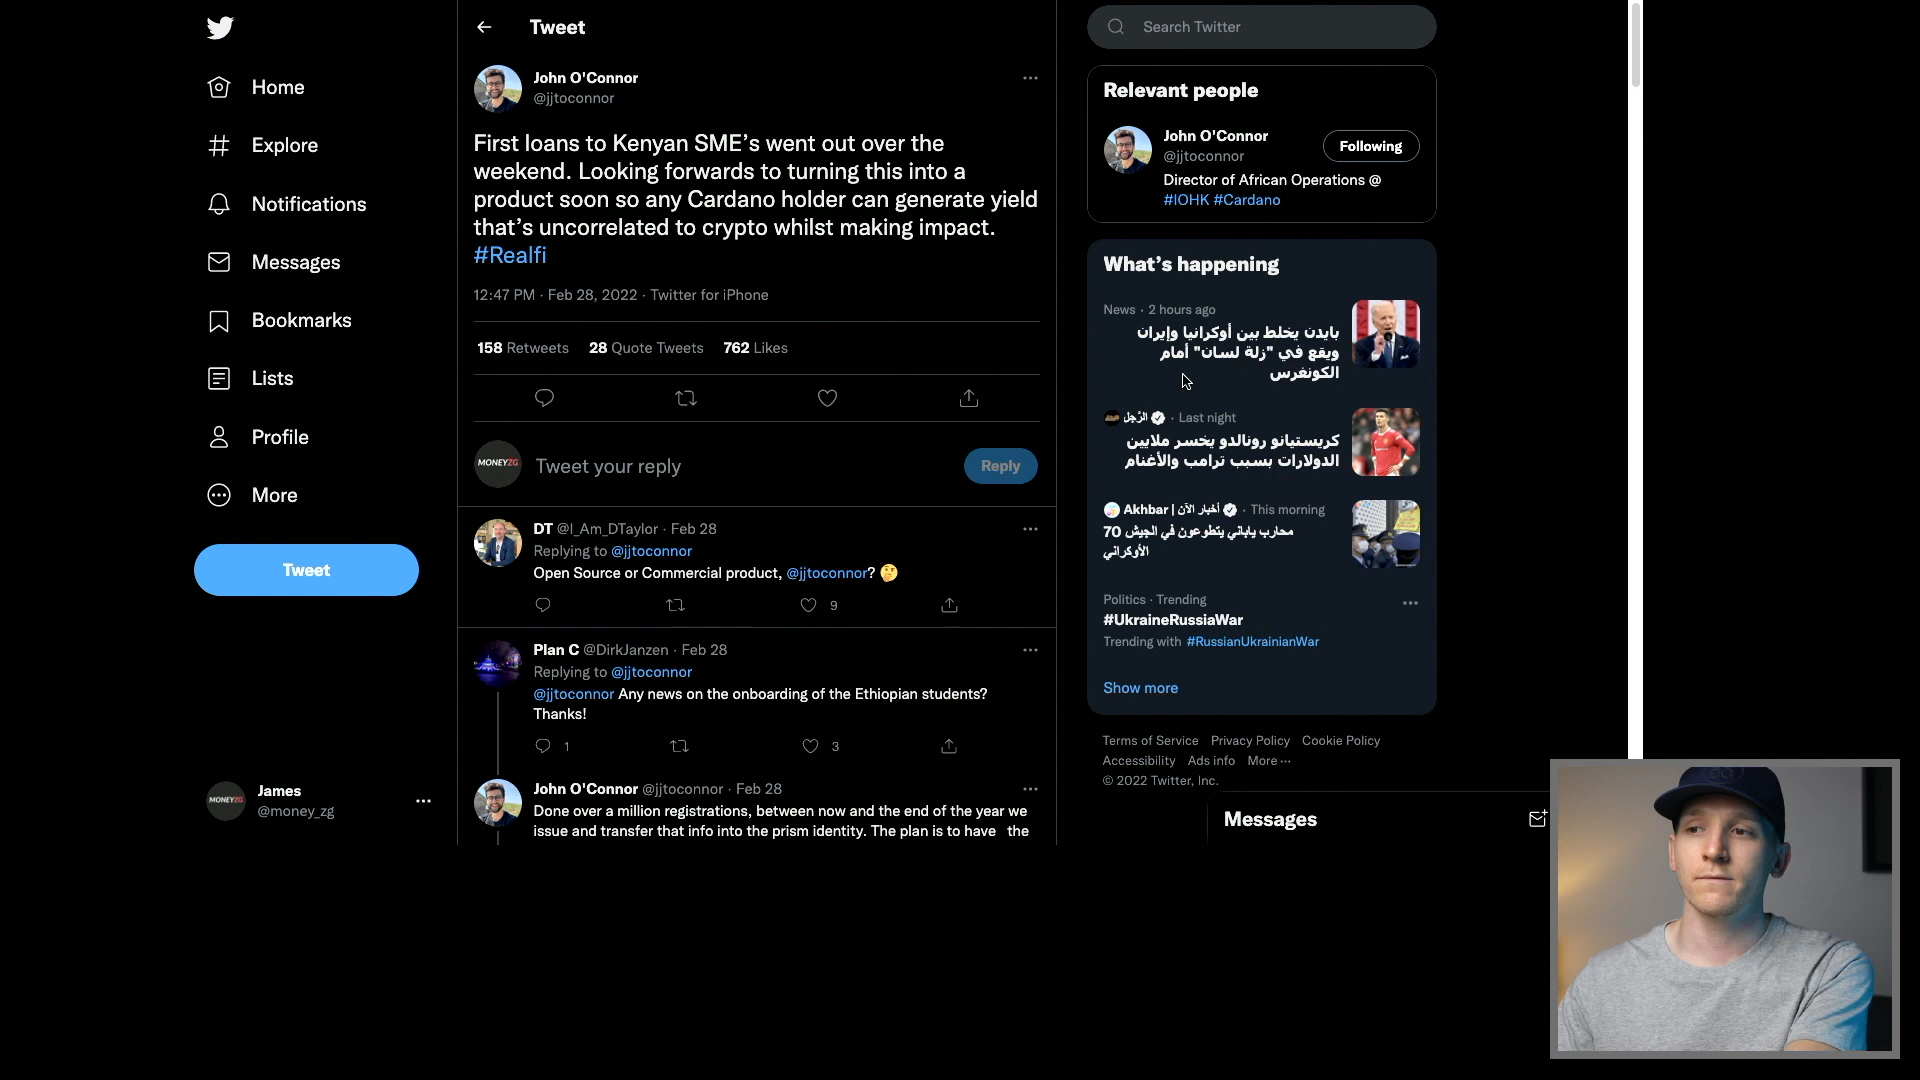 Home
Explore
Notifications
Messages
Bookmarks
Lists
Profile
More
Tweet
MONEYZG
James
@money_zg
Tweet
John O'Connor
@jjtoconnor
First loans to Kenyan SME's went out over the
weekend. Looking forwards to turning this into a
product soon so any Cardano holder can generate yield
that's uncorrelated to crypto whilst making impact.
#Realfi
12:47 PM · Feb 28, 2022 · Twitter for iPhone
158 Retweets 28 Quote Tweets 762 Likes
MONEYZG
Tweet your reply
Reply
DT @I_Am_DTaylor · Feb 28
Replying to @jjtoconnor
Open Source or Commercial product, @jjtoconnor? 🤔
9
Plan C @DirkJanzen · Feb 28
Replying to @jjtoconnor
@jjtoconnor Any news on the onboarding of the Ethiopian students?
Thanks!
1 3
John O'Connor @jjtoconnor · Feb 28
Done over a million registrations, between now and the end of the year we
issue and transfer that info into the prism identity. The plan is to have the
Search Twitter
Relevant people
John O'Connor
@jjtoconnor
Following
Director of African Operations @
#IOHK #Cardano
What's happening
News · 2 hours ago
بايدن يخلط بين أوكرانيا وإيران
ويقع في "زلة لسان" أمام
الكونغرس
الرّجل · Last night
كريستيانو رونالدو يخسر ملايين
الدولارات بسبب ترامب والأغنام
Akhbar | أخبار الآن · This morning
70 محارب ياباني يتطوعون في الجيش
الأوكراني
Politics · Trending
#UkraineRussiaWar
Trending with #RussianUkrainianWar
Show more
Terms of Service Privacy Policy Cookie Policy
Accessibility Ads info More ···
© 2022 Twitter, Inc.
Messages